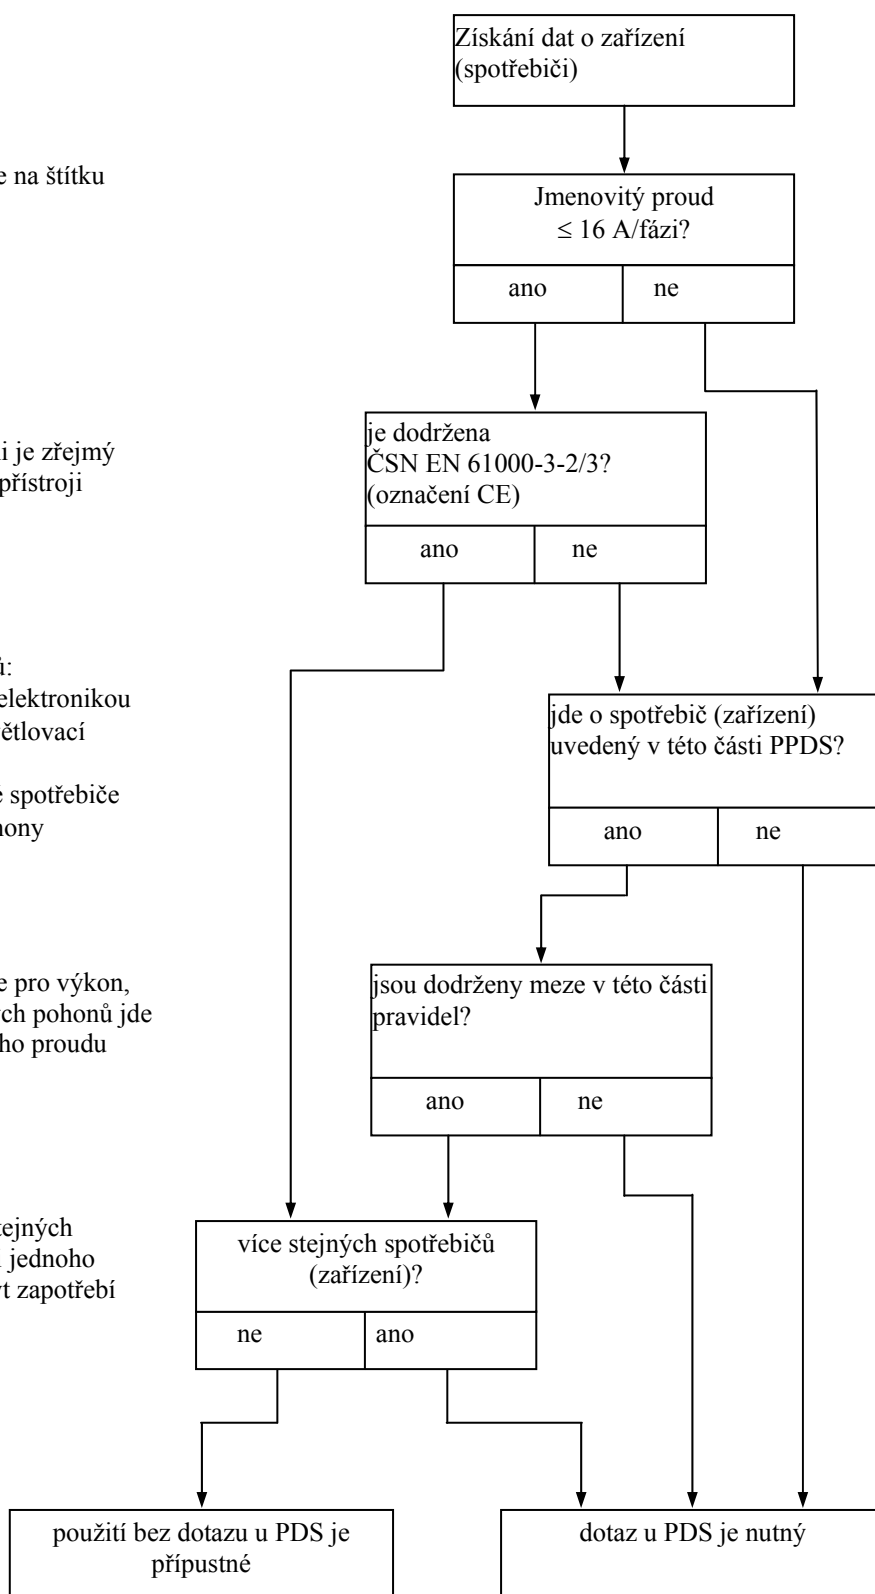 Získání dat o zařízení
(spotřebiči)
e na štítku
Jmenovitý proud
≤ 16 A/fázi?
ano
ne
i je zřejmý
přístroji
je dodržena
ČSN EN 61000-3-2/3?
(označení CE)
ano
ne
ů:
elektronikou
ětlovací
é spotřebiče
hony
jde o spotřebič (zařízení)
uvedený v této části PPDS?
ano
ne
e pro výkon,
ých pohonů jde
ho proudu
jsou dodrženy meze v této části
pravidel?
ano
ne
tejných
jednoho
ýt zapotřebí
více stejných spotřebičů
(zařízení)?
ne
ano
použití bez dotazu u PDS je
přípustné
dotaz u PDS je nutný